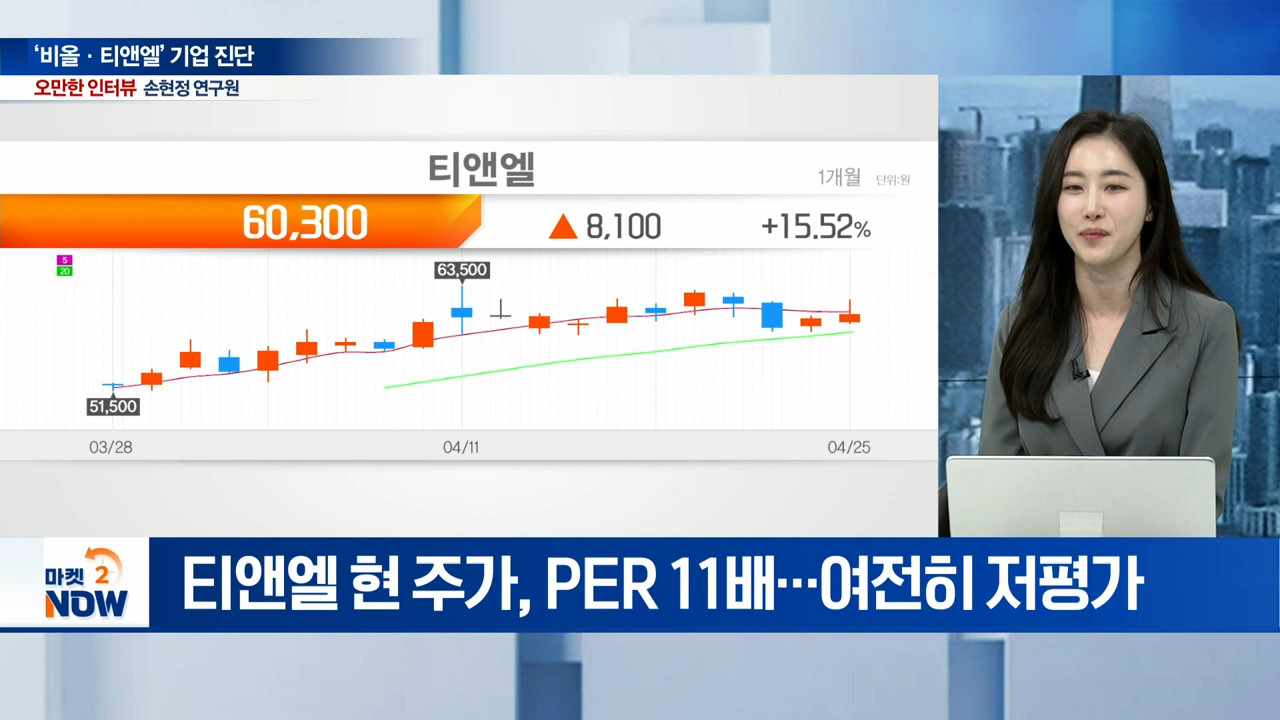 ‘비올 · 티앤엘’ 기업 진단
오만한 인터뷰 손현정 연구원
티앤엘
1개월 단위:원
60,300 ▲ 8,100 +15.52%
5
20
63,500
51,500
03/28 04/11 04/25
마켓 2
NOW
티앤엘 현 주가, PER 11배…여전히 저평가